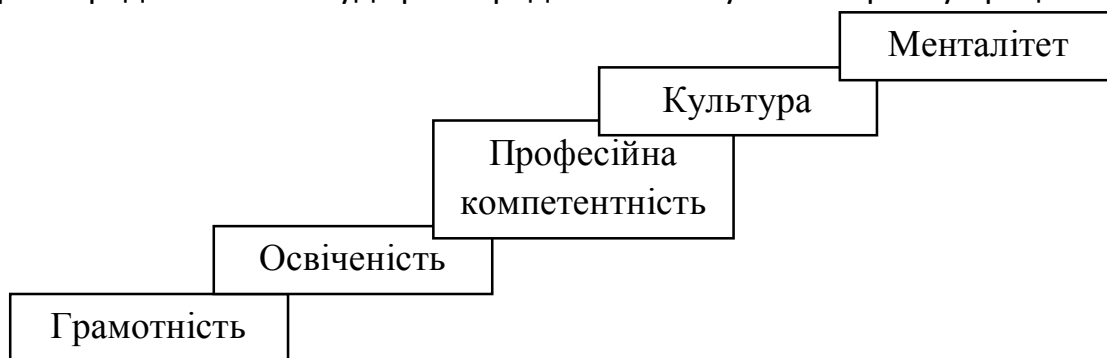 Менталітет
Культура
Професійна
компетентність
Освіченість
Грамотність